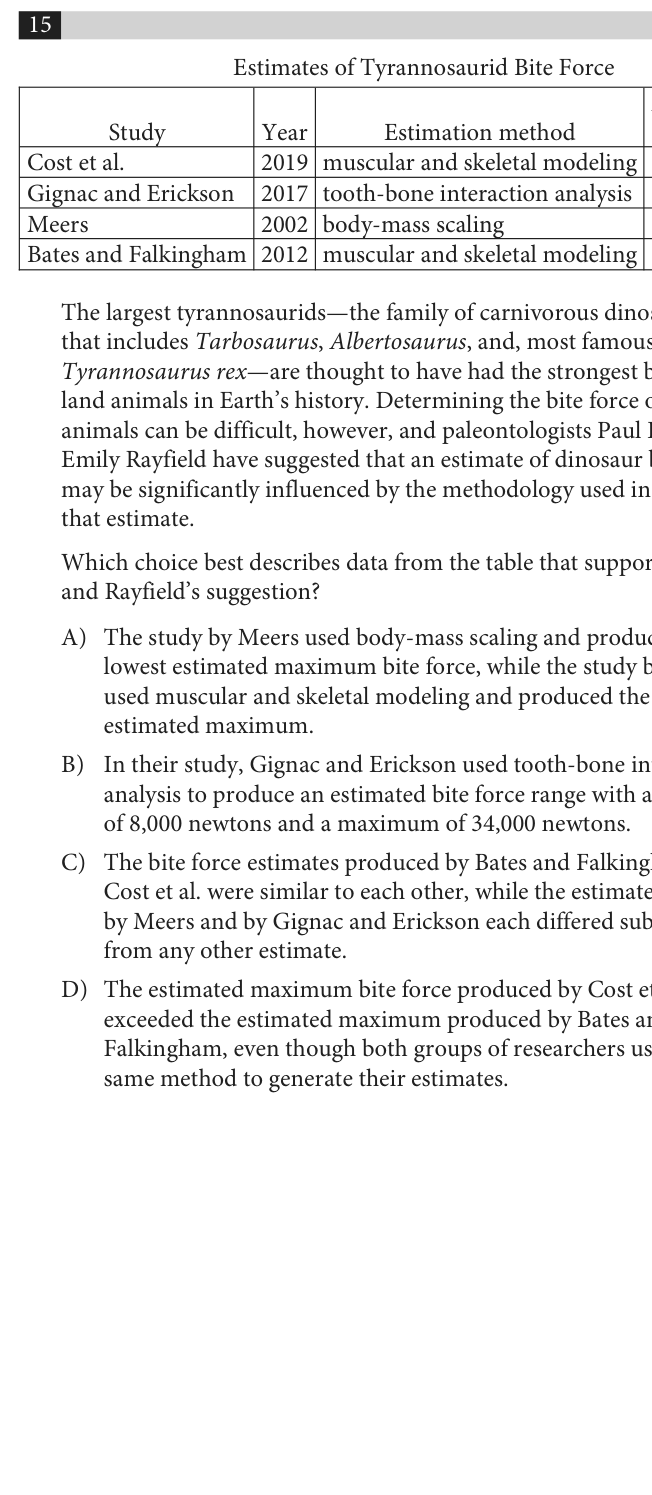 15
Estimates of Tyrannosaurid Bite Force
Study Year Estimation method
Cost et al. 2019 muscular and skeletal modeling
Gignac and Erickson 2017 tooth-bone interaction analysis
Meers 2002 body-mass scaling
Bates and Falkingham 2012 muscular and skeletal modeling
The largest tyrannosaurids—the family of carnivorous
that includes Tarbosaurus, Albertosaurus, and, most
Tyrannosaurus rex—are thought to have had the strongest
land animals in Earth’s history. Determining the bite force
animals can be difficult, however, and paleontologists Paul
Emily Rayfield have suggested that an estimate of dinosaur
may be significantly influenced by the methodology used in
that estimate.
Which choice best describes data from the table that
and Rayfield’s suggestion?
A) The study by Meers used body-mass scaling and
lowest estimated maximum bite force, while the study
used muscular and skeletal modeling and produced the
estimated maximum.
B) In their study, Gignac and Erickson used tooth-bone
analysis to produce an estimated bite force range with a
of 8,000 newtons and a maximum of 34,000 newtons.
C) The bite force estimates produced by Bates and
Cost et al. were similar to each other, while the
by Meers and by Gignac and Erickson each differed
from any other estimate.
D) The estimated maximum bite force produced by Cost
exceeded the estimated maximum produced by Bates
Falkingham, even though both groups of researchers
same method to generate their estimates.